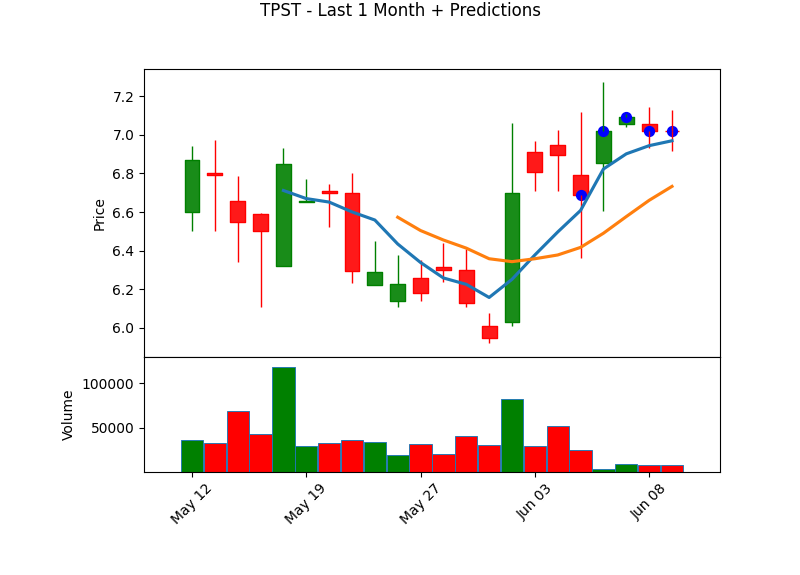 TPST - Last 1 Month + Predictions
7.2
7.0
6.8
6.6
6.4
6.2
6.0
Price
100000
50000
Volume
May 12
May 19
May 27
Jun 03
Jun 08